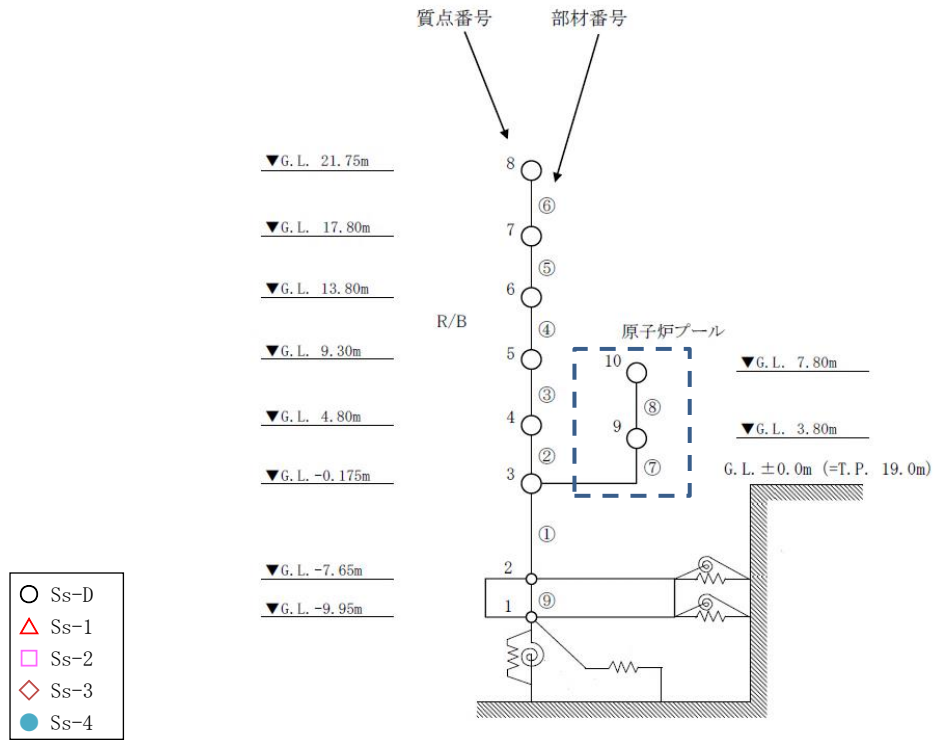 質点番号 部材番号
▼G.L. 21.75m
8
⑥
▼G.L. 17.80m
7
⑤
▼G.L. 13.80m
6
R/B
④
原子炉プール
▼G.L. 9.30m
5
10
▼G.L. 7.80m
③
⑧
▼G.L. 4.80m
4
9
▼G.L. 3.80m
②
⑦
▼G.L. -0.175m
3
G.L. ±0.0m (=T.P. 19.0m)
①
▼G.L. -7.65m
2
⑨
▼G.L. -9.95m
1
Ss-D
Ss-1
Ss-2
Ss-3
Ss-4